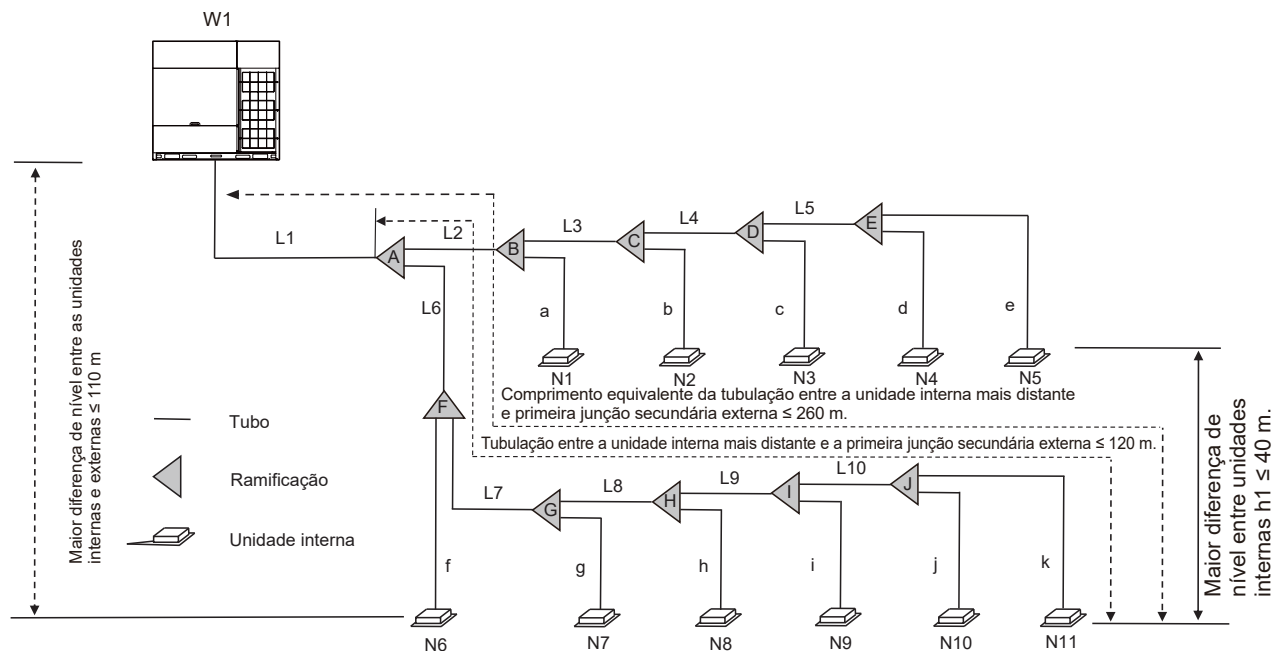 W1
L1
L2
L3
L4
L5
A
B
C
D
E
L6
a
b
c
d
e
N1
N2
N3
N4
N5
Maior diferença de nível entre as unidades
internas e externas ≤ 110 m
Tubo
Ramificação
Unidade interna
F
Comprimento equivalente da tubulação entre a unidade interna mais distante
e primeira junção secundária externa ≤ 260 m.
Tubulação entre a unidade interna mais distante e a primeira junção secundária externa ≤ 120 m.
L7
L8
L9
L10
G
H
I
J
f
g
h
i
j
k
N6
N7
N8
N9
N10
N11
Maior diferença de
nível entre unidades
internas h1 ≤ 40 m.